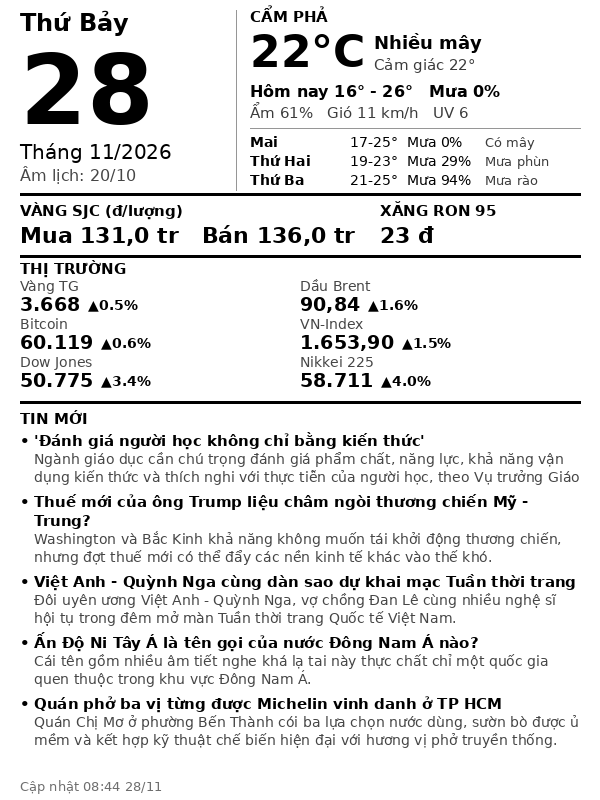 Thứ Bảy
28
Tháng 11/2026
Âm lịch: 20/10
CẨM PHẢ
22°C Nhiều mây
Cảm giác 22°
Hôm nay 16° - 26° Mưa 0%
Ẩm 61% Gió 11 km/h UV 6
Mai 17-25° Mưa 0% Có mây
Thứ Hai 19-23° Mưa 29% Mưa phùn
Thứ Ba 21-25° Mưa 94% Mưa rào
VÀNG SJC (đ/lượng)
Mua 131,0 tr Bán 136,0 tr
XĂNG RON 95
23 đ
THỊ TRƯỜNG
Vàng TG
3.668 ▲0.5%
Dầu Brent
90,84 ▲1.6%
Bitcoin
60.119 ▲0.6%
VN-Index
1.653,90 ▲1.5%
Dow Jones
50.775 ▲3.4%
Nikkei 225
58.711 ▲4.0%
TIN MỚI
• 'Đánh giá người học không chỉ bằng kiến thức'
Ngành giáo dục cần chú trọng đánh giá phẩm chất, năng lực, khả năng vận
dụng kiến thức và thích nghi với thực tiễn của người học, theo Vụ trưởng Giáo
• Thuế mới của ông Trump liệu châm ngòi thương chiến Mỹ -
Trung?
Washington và Bắc Kinh khả năng không muốn tái khởi động thương chiến,
nhưng đợt thuế mới có thể đẩy các nền kinh tế khác vào thế khó.
• Việt Anh - Quỳnh Nga cùng dàn sao dự khai mạc Tuần thời trang
Đôi uyên ương Việt Anh - Quỳnh Nga, vợ chồng Đan Lê cùng nhiều nghệ sĩ
hội tụ trong đêm mở màn Tuần thời trang Quốc tế Việt Nam.
• Ấn Độ Ni Tây Á là tên gọi của nước Đông Nam Á nào?
Cái tên gồm nhiều âm tiết nghe khá lạ tai này thực chất chỉ một quốc gia
quen thuộc trong khu vực Đông Nam Á.
• Quán phở ba vị từng được Michelin vinh danh ở TP HCM
Quán Chị Mơ ở phường Bến Thành cói ba lựa chọn nước dùng, sườn bò được ủ
mềm và kết hợp kỹ thuật chế biến hiện đại với hương vị phở truyền thống.
Cập nhật 08:44 28/11